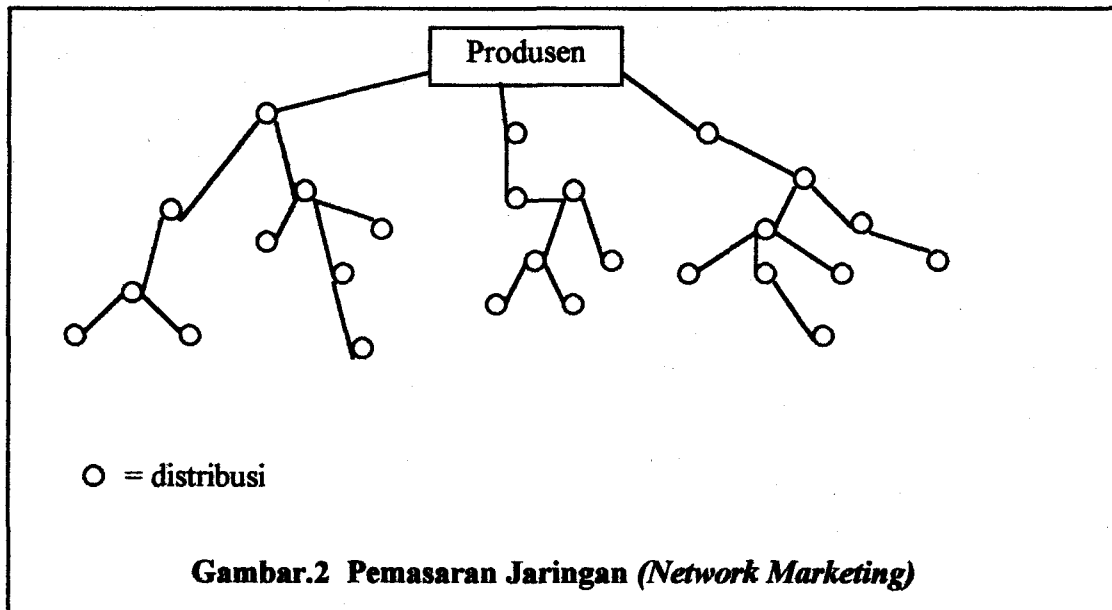 Produsen
O = distribusi
Gambar.2 Pemasaran Jaringan (Network Marketing)